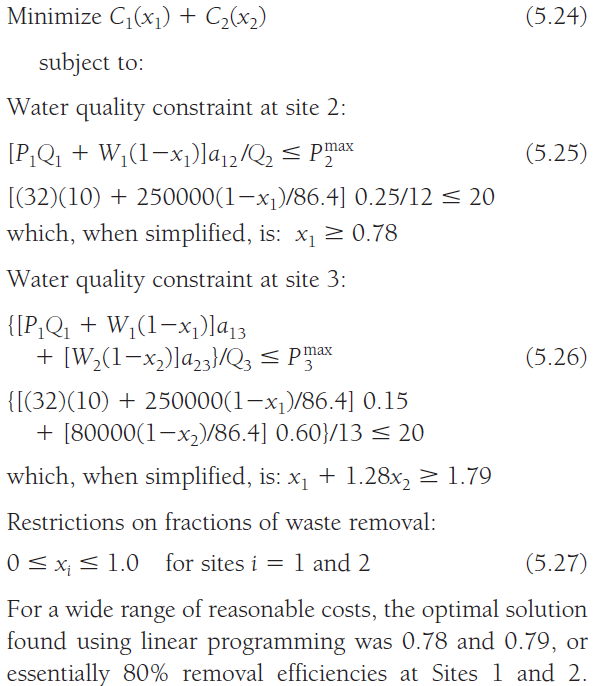 Minimize C₁(x₁) + C₂(x₂) (5.24)
subject to:
Water quality constraint at site 2:
[P₁Q₁ + W₁(1−x₁)]a₁₂/Q₂ ≤ P₂ᵐᵃˣ (5.25)
[(32)(10) + 250000(1−x₁)/86.4] 0.25/12 ≤ 20
which, when simplified, is: x₁ ≥ 0.78
Water quality constraint at site 3:
{[P₁Q₁ + W₁(1−x₁)]a₁₃
+ [W₂(1−x₂)]a₂₃}/Q₃ ≤ P₃ᵐᵃˣ (5.26)
{[(32)(10) + 250000(1−x₁)/86.4] 0.15
+ [80000(1−x₂)/86.4] 0.60}/13 ≤ 20
which, when simplified, is: x₁ + 1.28x₂ ≥ 1.79
Restrictions on fractions of waste removal:
0 ≤ xᵢ ≤ 1.0 for sites i = 1 and 2 (5.27)
For a wide range of reasonable costs, the optimal solution
found using linear programming was 0.78 and 0.79, or
essentially 80% removal efficiencies at Sites 1 and 2.